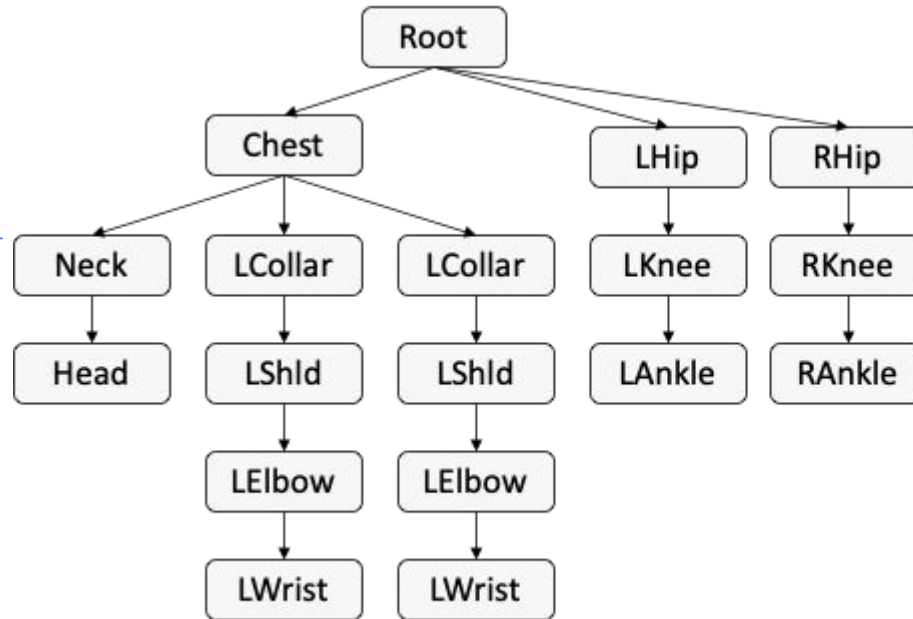 Root
Chest
LHip
RHip
Neck
LCollar
LCollar
LKnee
RKnee
Head
LShld
LShld
LAnkle
RAnkle
LElbow
LElbow
LWrist
LWrist